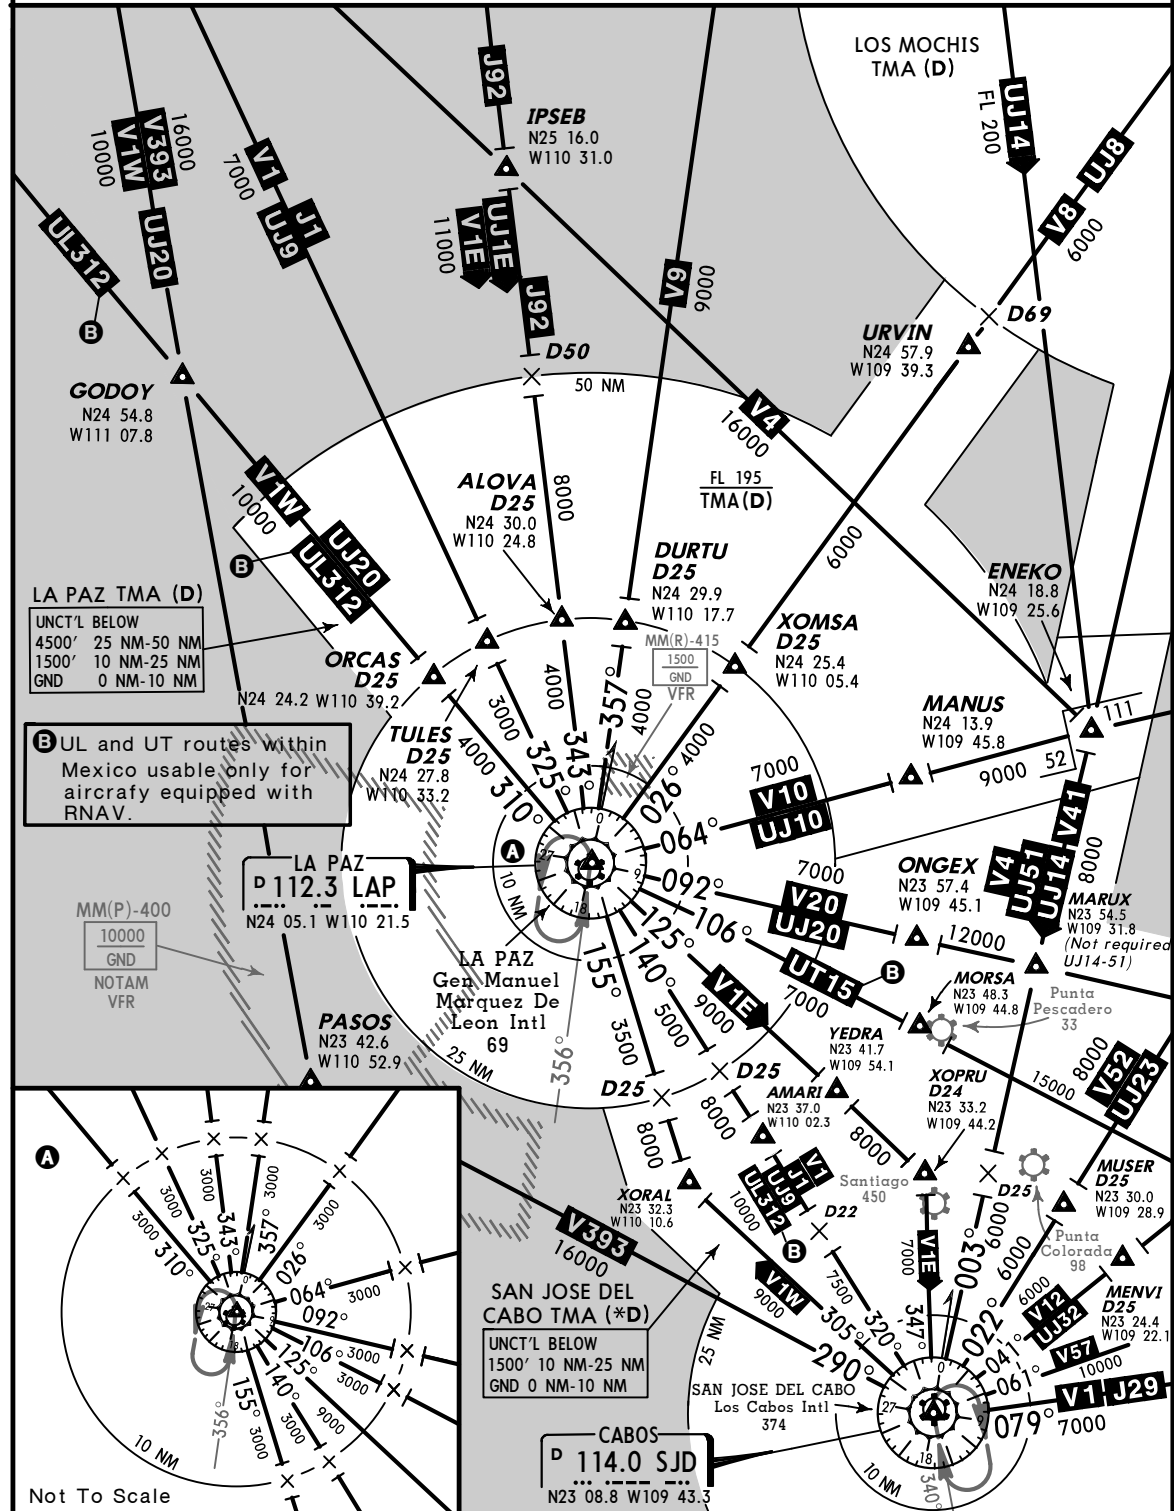 LOS MOCHIS
TMA (D)
J92
IPSEB
N25 16.0
W110 31.0
UJ14
FL 200
UJ8
V8
6000
V393
V1W
16000
10000
UJ20
V1
7000
J1
UJ9
UL312
B
V1E
UJ1E
11000
J92
V9
9000
D50
50 NM
D69
URVIN
N24 57.9
W109 39.3
GODOY
N24 54.8
W111 07.8
V4
16000
V1W
10000
UJ20
UL312
B
ALOVA
D25
N24 30.0
W110 24.8
8000
FL 195
TMA(D)
6000
DURTU
D25
N24 29.9
W110 17.7
ENEKO
N24 18.8
W109 25.6
LA PAZ TMA (D)
UNCT'L BELOW
4500' 25 NM-50 NM
1500' 10 NM-25 NM
GND 0 NM-10 NM
MM(R)-415
1500
GND
VFR
XOMSA
D25
N24 25.4
W110 05.4
ORCAS
D25
N24 24.2 W110 39.2
TULES
D25
N24 27.8
W110 33.2
4000
310°
3000
325°
4000
343°
357°
4000
026°
4000
MANUS
N24 13.9
W109 45.8
111
52
9000
B UL and UT routes within
Mexico usable only for
aircrafy equipped with
RNAV.
064°
7000
V10
UJ10
V41
UJ14
V4
UJ51
8000
A
LA PAZ
D 112.3 LAP
N24 05.1 W110 21.5
10 NM
0
9
18
27
092°
7000
V20
UJ20
ONGEX
N23 57.4
W109 45.1
12000
MARUX
N23 54.5
W109 31.8
(Not required
UJ14-51)
MM(P)-400
10000
GND
NOTAM
VFR
LA PAZ
Gen Manuel
Marquez De
Leon Intl
69
155°
3500
140°
5000
125°
V1E
9000
106°
UT15
7000
B
MORSA
N23 48.3
W109 44.8
Punta
Pescadero
33
PASOS
N23 42.6
W110 52.9
25 NM
356°
D25
D25
YEDRA
N23 41.7
W109 54.1
XOPRU
D24
N23 33.2
W109 44.2
15000
8000
V52
UJ23
AMARI
N23 37.0
W110 02.3
8000
8000
8000
V1
J1
UJ9
UL312
10000
B
XORAL
N23 32.3
W110 10.6
D22
Santiago
450
D25
MUSER
D25
N23 30.0
W109 28.9
Punta
Colorada
98
V393
16000
V1W
9000
7500
V1E
7000
6000
6000
6000
V12
UJ32
MENVI
D25
N23 24.4
W109 22.1
SAN JOSE DEL
CABO TMA (*D)
UNCT'L BELOW
1500' 10 NM-25 NM
GND 0 NM-10 NM
25 NM
290°
305°
320°
347°
003°
022°
041°
061°
V57
10000
079°
V1 J29
7000
SAN JOSE DEL CABO
Los Cabos Intl
374
0
9
18
27
CABOS
D 114.0 SJD
N23 08.8 W109 43.3
10 NM
340°
A
3000
310°
3000
325°
3000
343°
357°
3000
026°
3000
064°
3000
092°
3000
106°
3000
125°
9000
140°
3000
155°
3000
356°
0
9
18
27
10 NM
Not To Scale